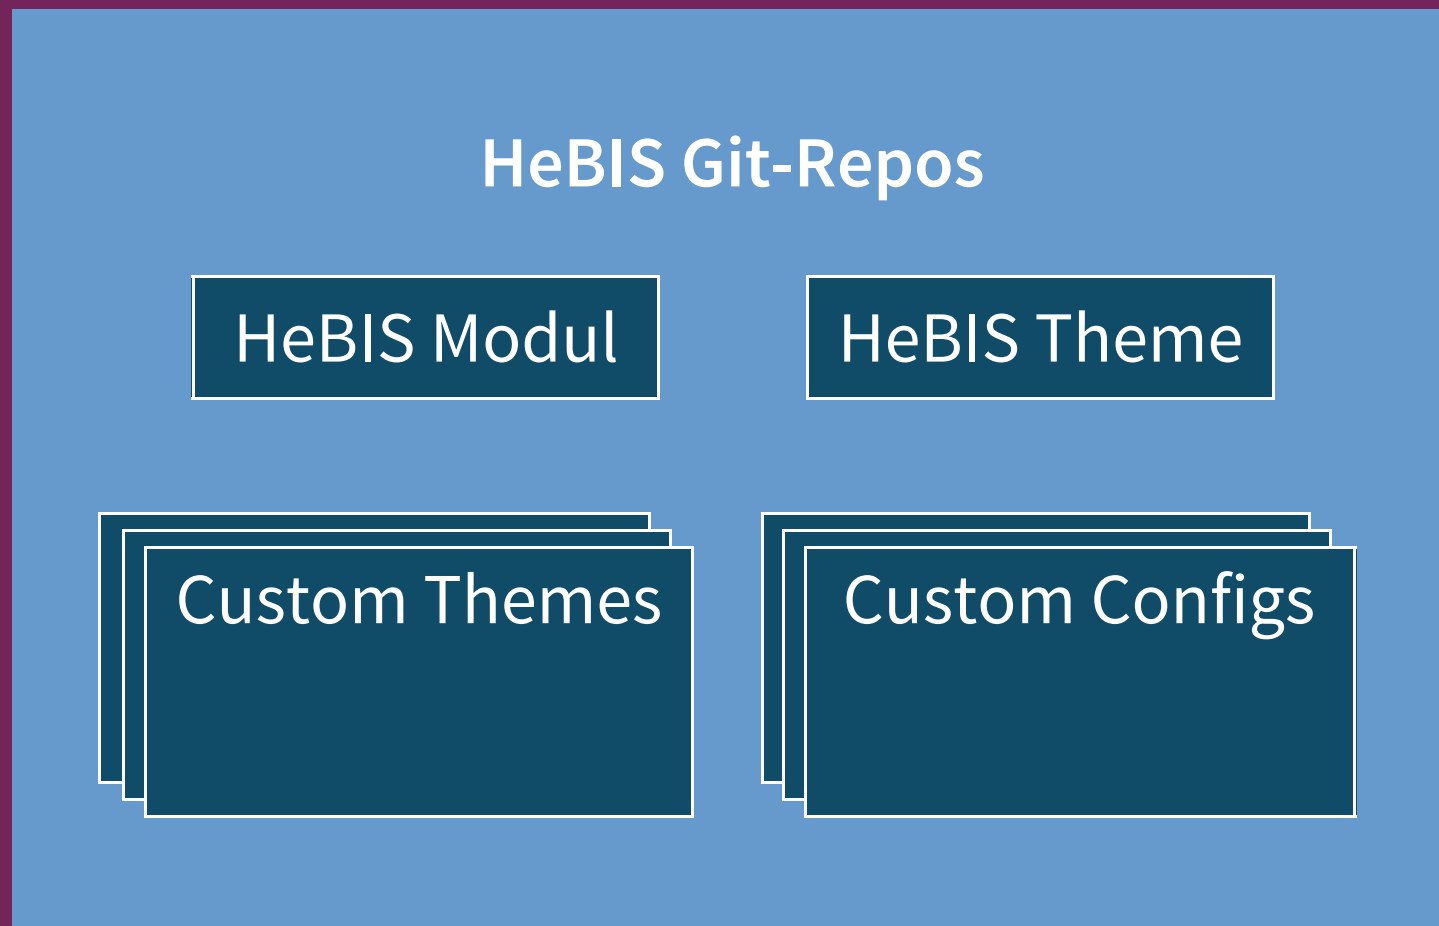 HeBIS Git-Repos
HeBIS Modul
HeBIS Theme
Custom Themes
Custom Configs